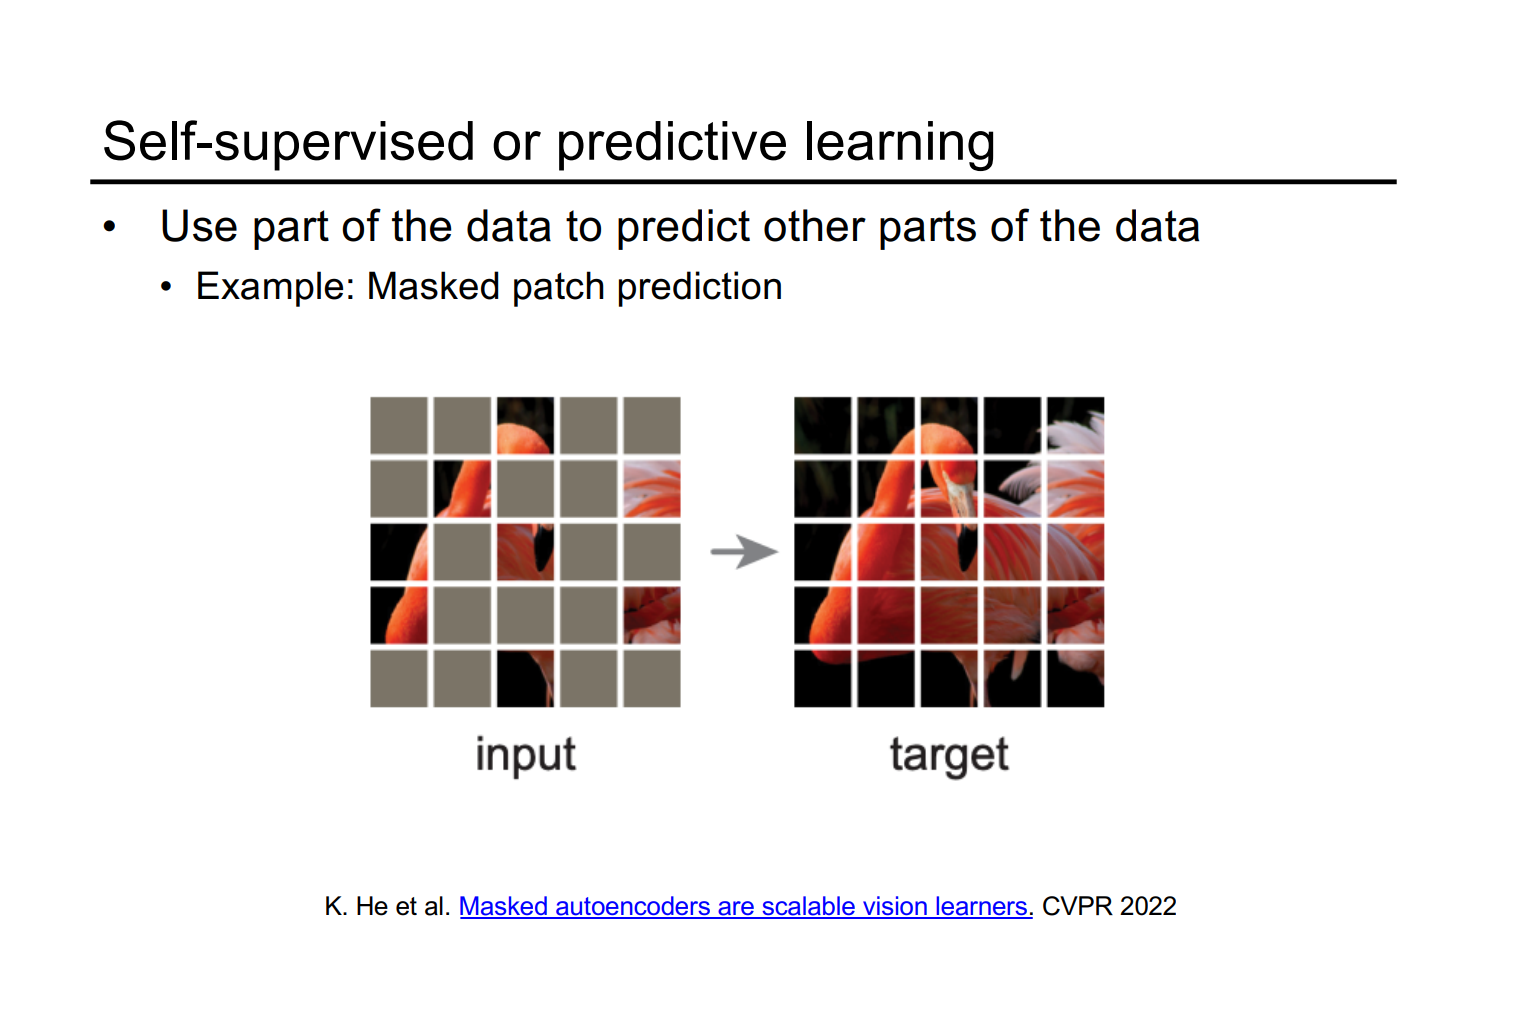 Self-supervised or predictive learning
• Use part of the data to predict other parts of the data
• Example: Masked patch prediction
input target
K. He et al. Masked autoencoders are scalable vision learners. CVPR 2022